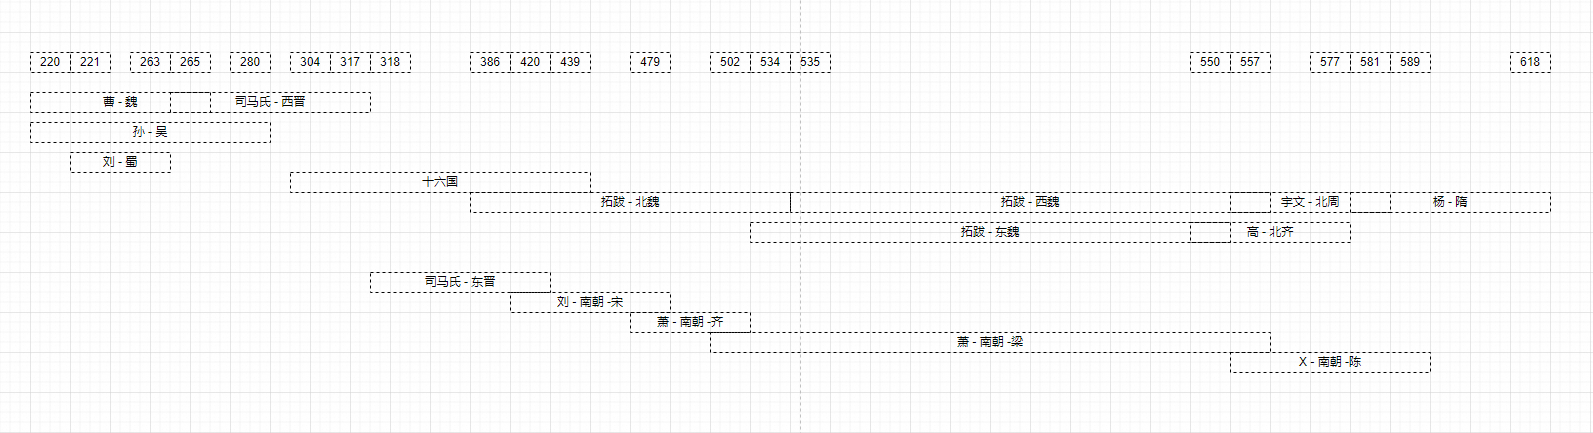 220 221 263 265 280 304 317 318 386 420 439 479 502 534 535 550 557 577 581 589 618
曹 - 魏 司马氏 - 西晋
孙 - 吴
刘 - 蜀
十六国
拓跋 - 北魏 拓跋 - 西魏 宇文 - 北周 杨 - 隋
拓跋 - 东魏 高 - 北齐
司马氏 - 东晋
刘 - 南朝 -宋
萧 - 南朝 -齐
萧 - 南朝 -梁
X - 南朝 -陈